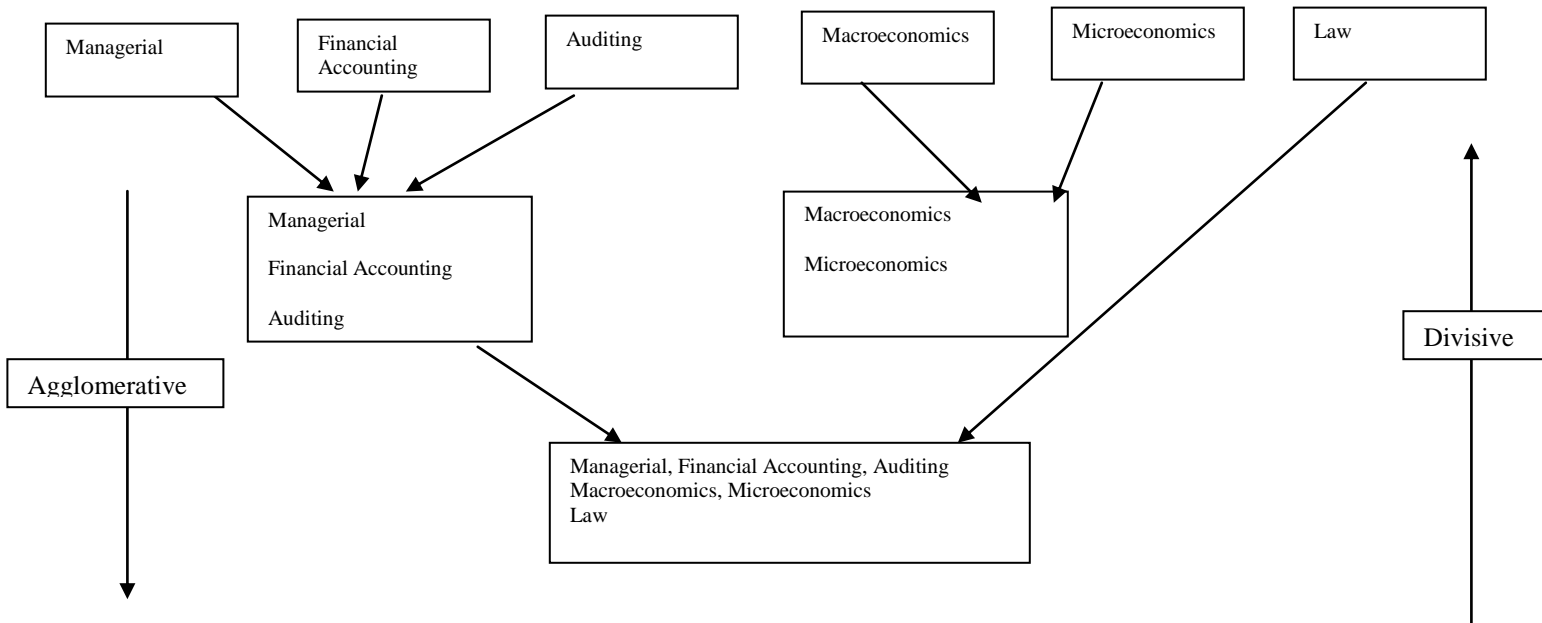 Managerial
Financial
Accounting
Auditing
Macroeconomics
Microeconomics
Law
Managerial
Financial Accounting
Auditing
Macroeconomics
Microeconomics
Agglomerative
Divisive
Managerial, Financial Accounting, Auditing
Macroeconomics, Microeconomics
Law